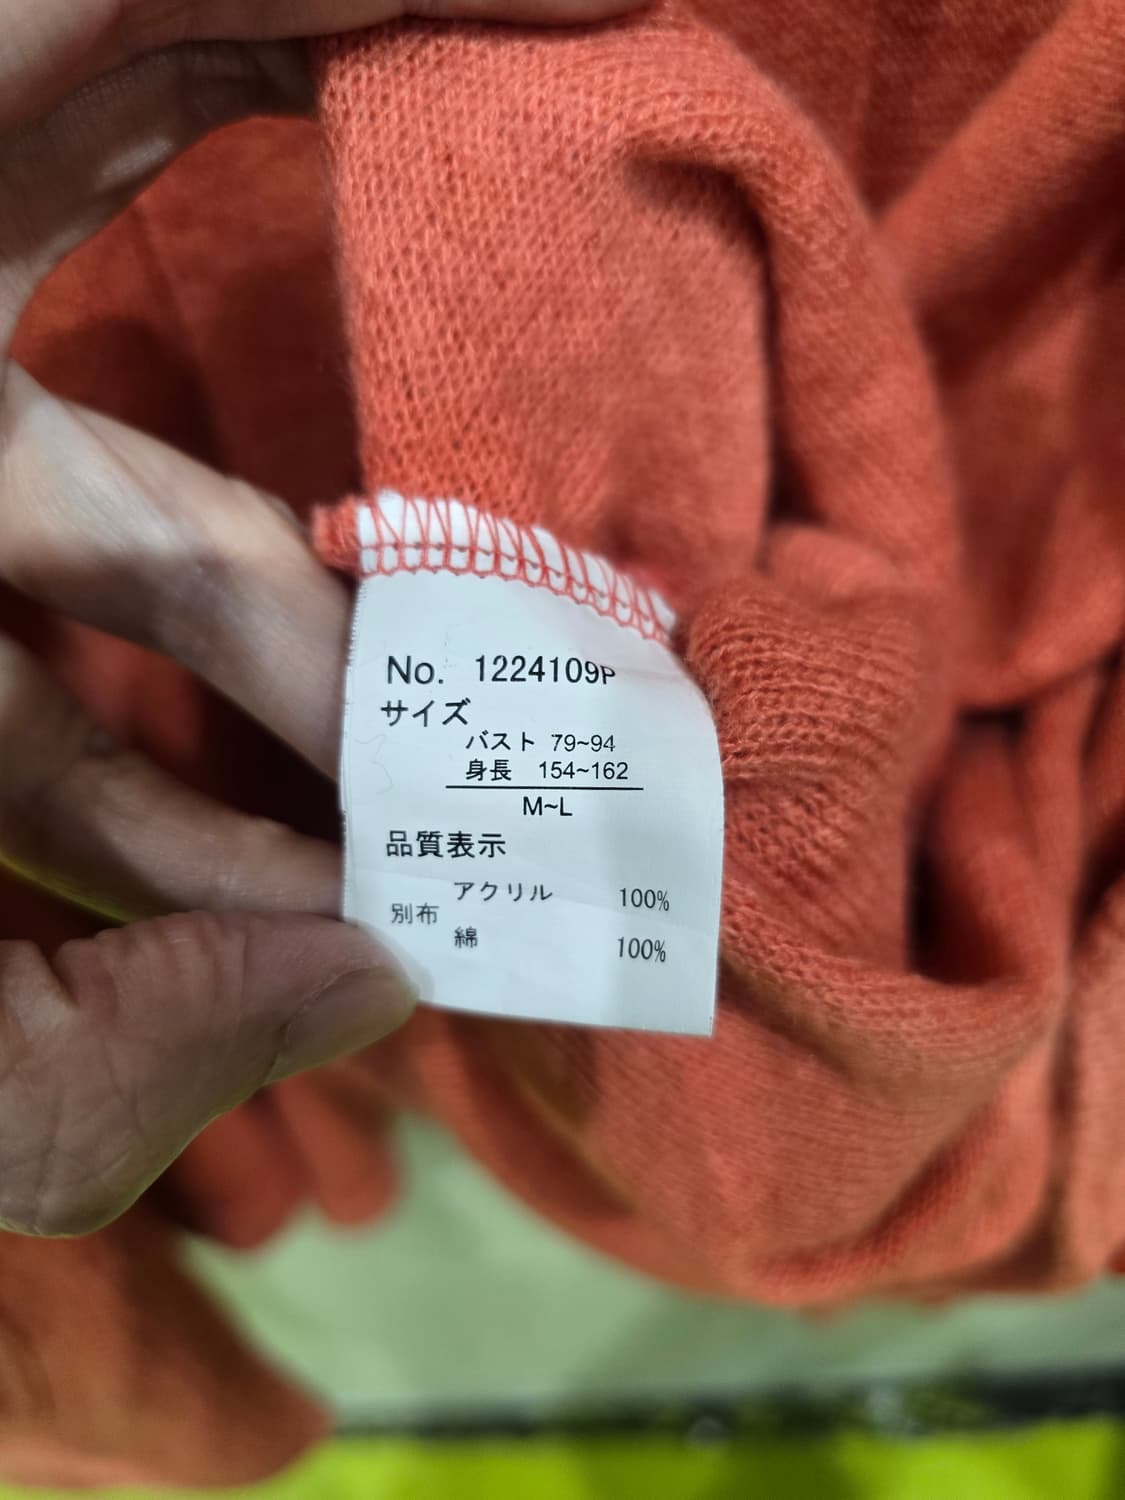 No. 1224109P
サイズ
バスト 79~94
身長 154~162
M~L
品質表示
アクリル 100%
別布
綿 100%